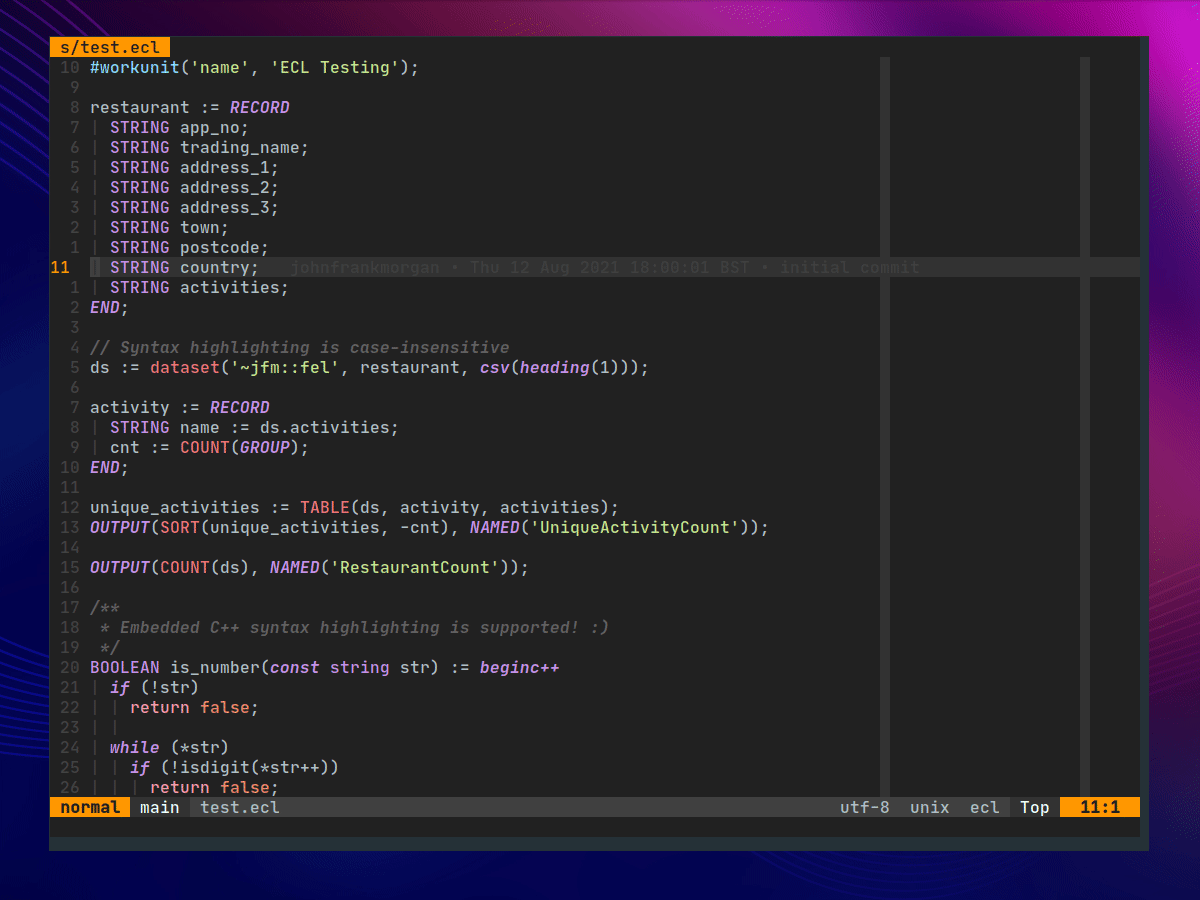 s/test.ecl
10 #workunit('name', 'ECL Testing');
9
8 restaurant := RECORD
7 | STRING app_no;
6 | STRING trading_name;
5 | STRING address_1;
4 | STRING address_2;
3 | STRING address_3;
2 | STRING town;
1 | STRING postcode;
11 | STRING country; johnfrankmorgan • Thu 12 Aug 2021 18:08:01 BST • initial commit
1 | STRING activities;
2 END;
3
4 // Syntax highlighting is case-insensitive
5 ds := dataset('~jfm::fel', restaurant, csv(heading(1)));
6
7 activity := RECORD
8 | STRING name := ds.activities;
9 | cnt := COUNT(GROUP);
10 END;
11
12 unique_activities := TABLE(ds, activity, activities);
13 OUTPUT(SORT(unique_activities, -cnt), NAMED('UniqueActivityCount'));
14
15 OUTPUT(COUNT(ds), NAMED('RestaurantCount'));
16
17 /**
18 * Embedded C++ syntax highlighting is supported! :)
19 */
20 BOOLEAN is_number(const string str) := beginc++
21 | if (!str)
22 | | return false;
23 | |
24 | while (*str)
25 | | if (!isdigit(*str++))
26 | | | return false;
normal main test.ecl utf-8 unix ecl Top 11:1